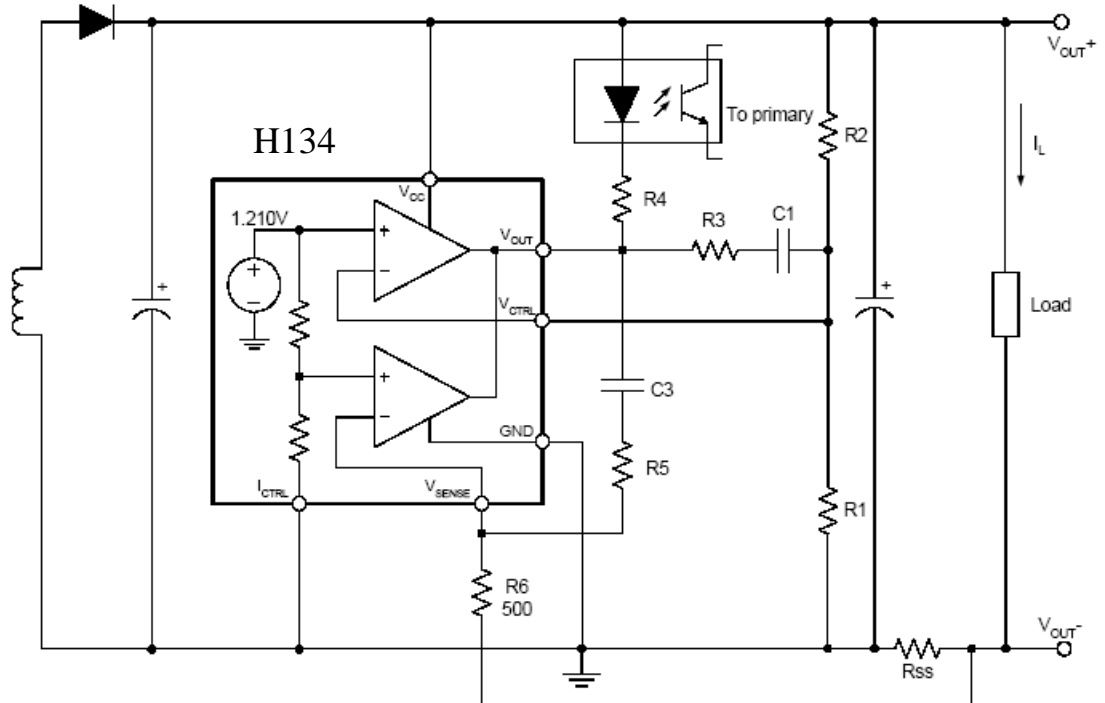 H134
V_OUT+
To primary
R2
I_L
V_CC
1.210V
R4
R3
C1
V_OUT
+
−
+
−
V_CTRL
+
+
Load
+
−
C3
GND
R5
I_CTRL
V_SENSE
R1
R6
500
V_OUT-
Rss